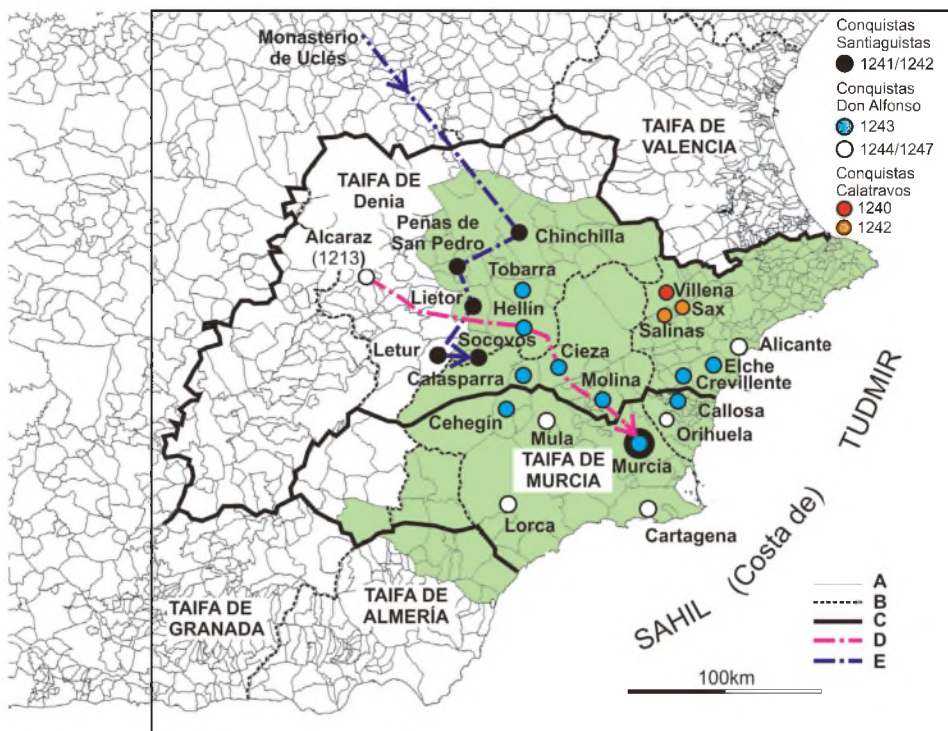 Monasterio
de Uclés
TAIFA DE
VALENCIA
TAIFA DE
Denia
Peñas de
San Pedro
Chinchilla
Alcaraz
(1213)
Tobarra
Lietor
Hellín
Villena
Sax
Salinas
Letur
Socovos
Cieza
Alicante
Calasparra
Molina
Elche
Crevillente
Cehegín
Mula
Callosa
Orihuela
TAIFA DE
MURCIA
Murcia
Lorca
Cartagena
TAIFA DE
GRANADA
TAIFA DE
ALMERÍA
SAHIL (Costa de) TUDMIR
Conquistas
Santiaguistas
1241/1242
Conquistas
Don Alfonso
1243
1244/1247
Conquistas
Calatravos
1240
1242
A
B
C
D
E
100km